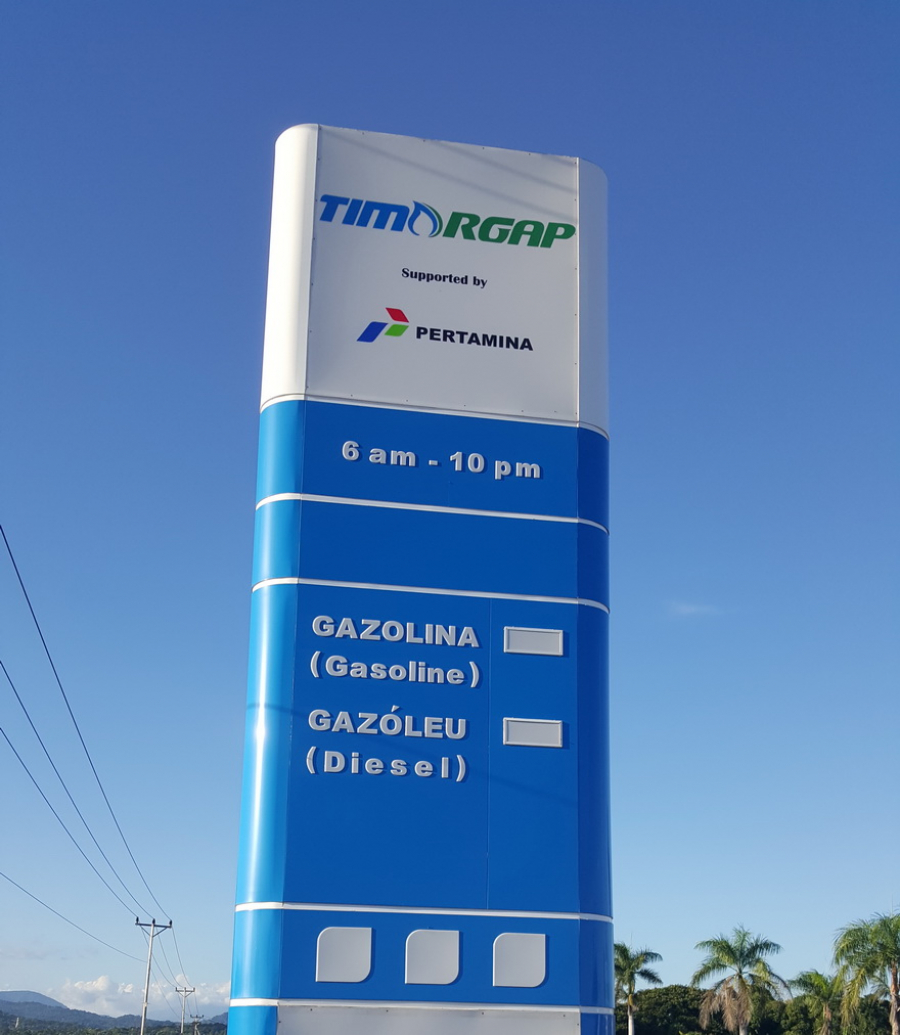 TIMORGAP
Supported by
PERTAMINA
6 am - 10 pm
GAZOLINA
(Gasoline)
GAZÓLEU
(Diesel)